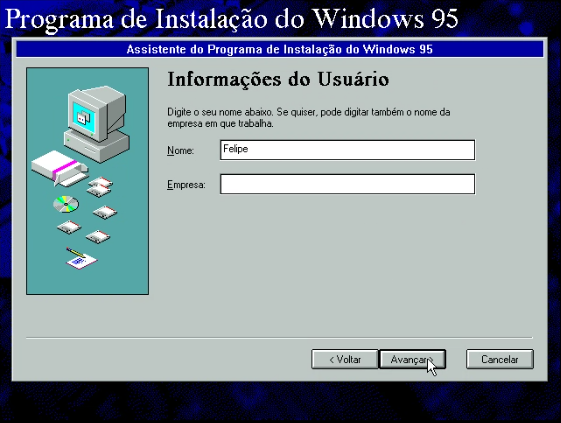 Programa de Instalação do Windows 95
Assistente do Programa de Instalação do Windows 95
Informações do Usuário
Digite o seu nome abaixo. Se quiser, pode digitar também o nome da
empresa em que trabalha.
Nome: Felipe
Empresa:
< Voltar Avançar > Cancelar